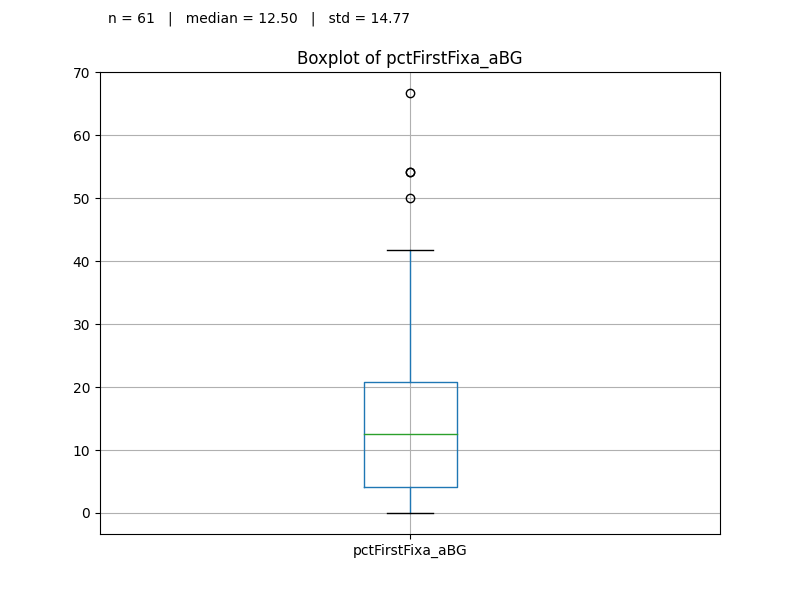 n = 61   |   median = 12.50   |   std = 14.77
Boxplot of pctFirstFixa_aBG
70
60
50
40
30
20
10
0
pctFirstFixa_aBG